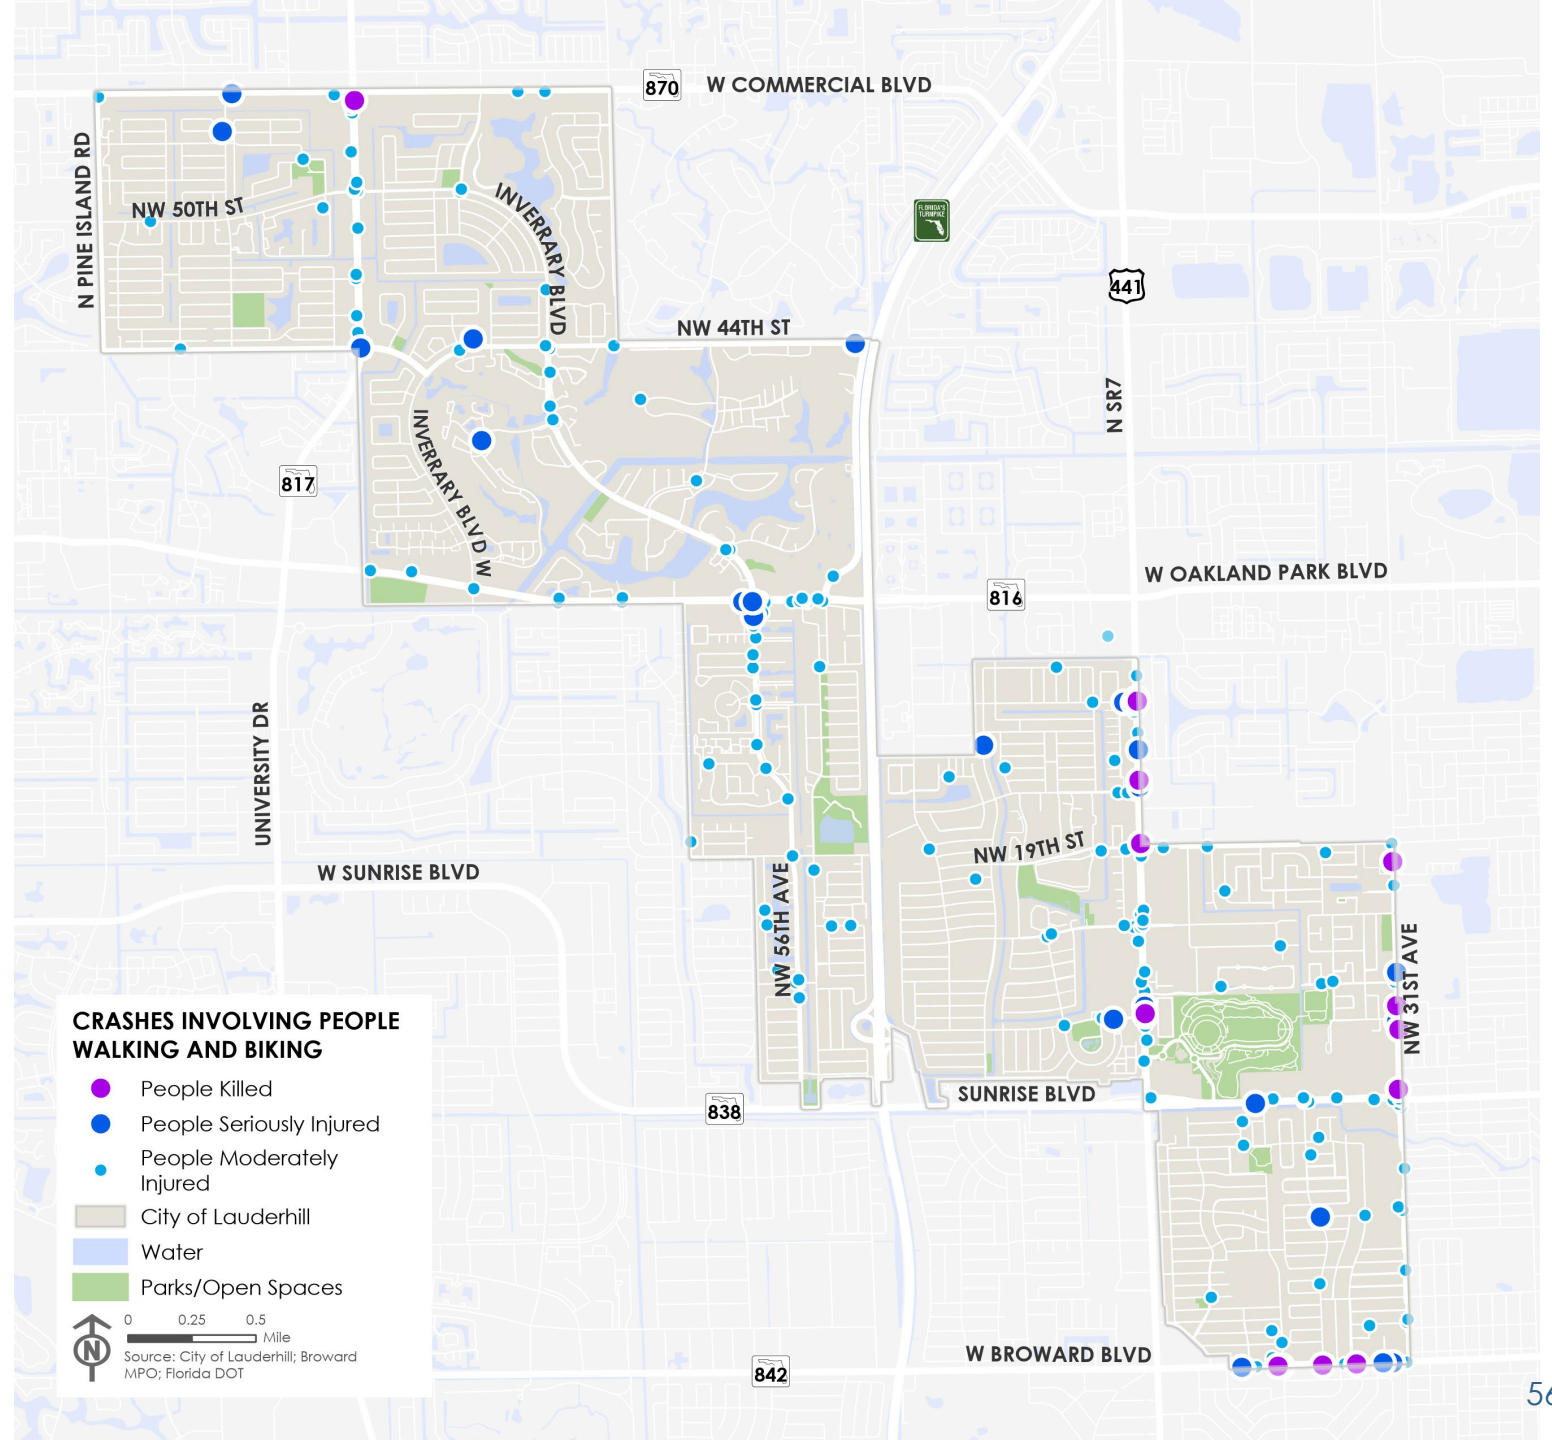 870
W COMMERCIAL BLVD
N PINE ISLAND RD
NW 50TH ST
INVERRARY BLVD
FLORIDA'S
TURNPIKE
441
NW 44TH ST
N SR7
INVERRARY BLVD W
817
W OAKLAND PARK BLVD
816
UNIVERSITY DR
NW 19TH ST
W SUNRISE BLVD
NW 56TH AVE
NW 31ST AVE
SUNRISE BLVD
838
W BROWARD BLVD
842
CRASHES INVOLVING PEOPLE
WALKING AND BIKING
People Killed
People Seriously Injured
People Moderately
Injured
City of Lauderhill
Water
Parks/Open Spaces
0 0.25 0.5
Mile
N
Source: City of Lauderhill; Broward
MPO; Florida DOT